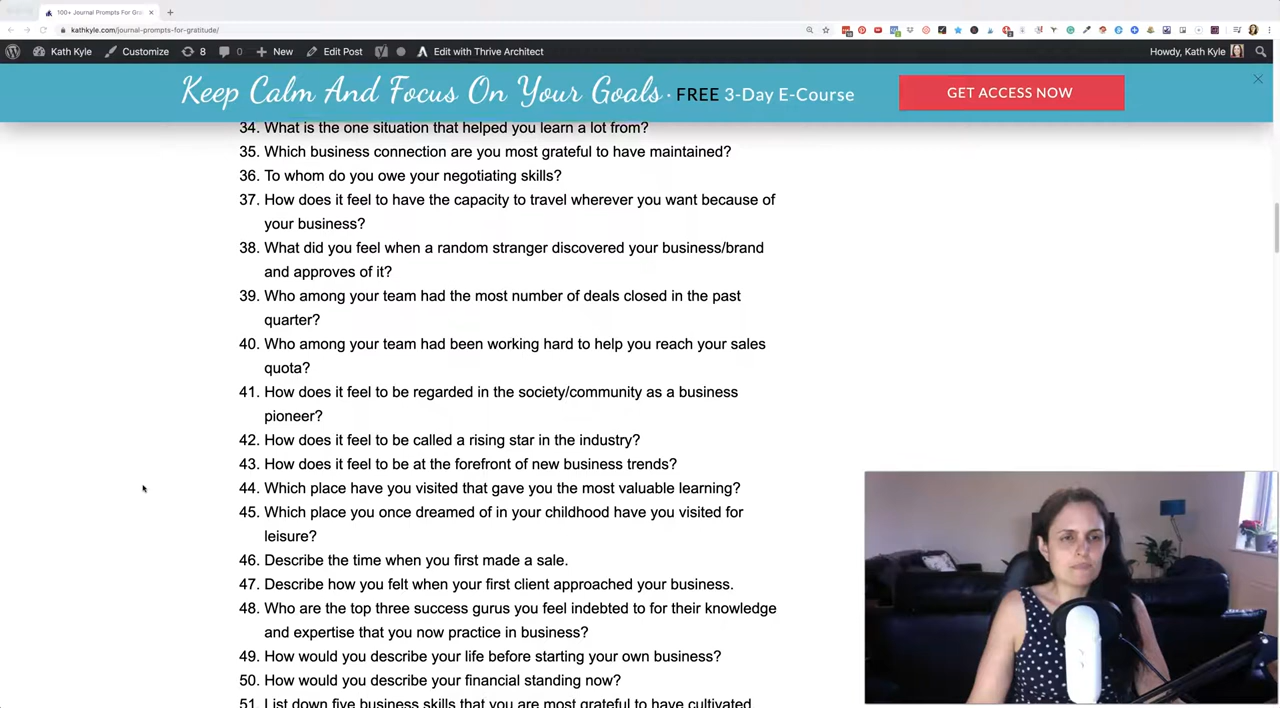 100+ Journal Prompts For Gra
kathkyle.com/journal-prompts-for-gratitude/
Kath Kyle Customize 8 0 New Edit Post Edit with Thrive Architect Howdy, Kath Kyle
Keep Calm And Focus On Your Goals · FREE 3-Day E-Course GET ACCESS NOW
34. What is the one situation that helped you learn a lot from?
35. Which business connection are you most grateful to have maintained?
36. To whom do you owe your negotiating skills?
37. How does it feel to have the capacity to travel wherever you want because of
your business?
38. What did you feel when a random stranger discovered your business/brand
and approves of it?
39. Who among your team had the most number of deals closed in the past
quarter?
40. Who among your team had been working hard to help you reach your sales
quota?
41. How does it feel to be regarded in the society/community as a business
pioneer?
42. How does it feel to be called a rising star in the industry?
43. How does it feel to be at the forefront of new business trends?
44. Which place have you visited that gave you the most valuable learning?
45. Which place you once dreamed of in your childhood have you visited for
leisure?
46. Describe the time when you first made a sale.
47. Describe how you felt when your first client approached your business.
48. Who are the top three success gurus you feel indebted to for their knowledge
and expertise that you now practice in business?
49. How would you describe your life before starting your own business?
50. How would you describe your financial standing now?
51. List down five business skills that you are most grateful to have cultivated